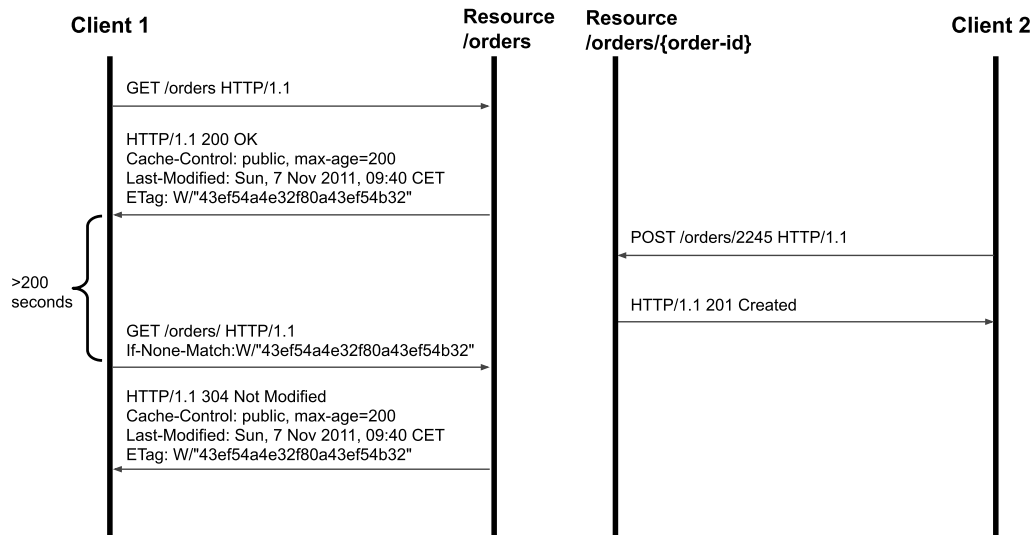 Client 1
Resource
/orders
Resource
/orders/{order-id}
Client 2
GET /orders HTTP/1.1
HTTP/1.1 200 OK
Cache-Control: public, max-age=200
Last-Modified: Sun, 7 Nov 2011, 09:40 CET
ETag: W/"43ef54a4e32f80a43ef54b32"
POST /orders/2245 HTTP/1.1
>200
seconds
HTTP/1.1 201 Created
GET /orders/ HTTP/1.1
If-None-Match:W/"43ef54a4e32f80a43ef54b32"
HTTP/1.1 304 Not Modified
Cache-Control: public, max-age=200
Last-Modified: Sun, 7 Nov 2011, 09:40 CET
ETag: W/"43ef54a4e32f80a43ef54b32"